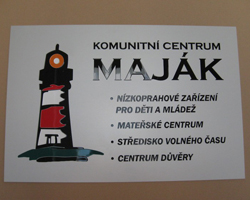 KOMUNITNÍ CENTRUM
MAJÁK
• NÍZKOPRAHOVÉ ZAŘÍZENÍ
PRO DĚTI A MLÁDEŽ
• MATEŘSKÉ CENTRUM
• STŘEDISKO VOLNÉHO ČASU
• CENTRUM DŮVĚRY